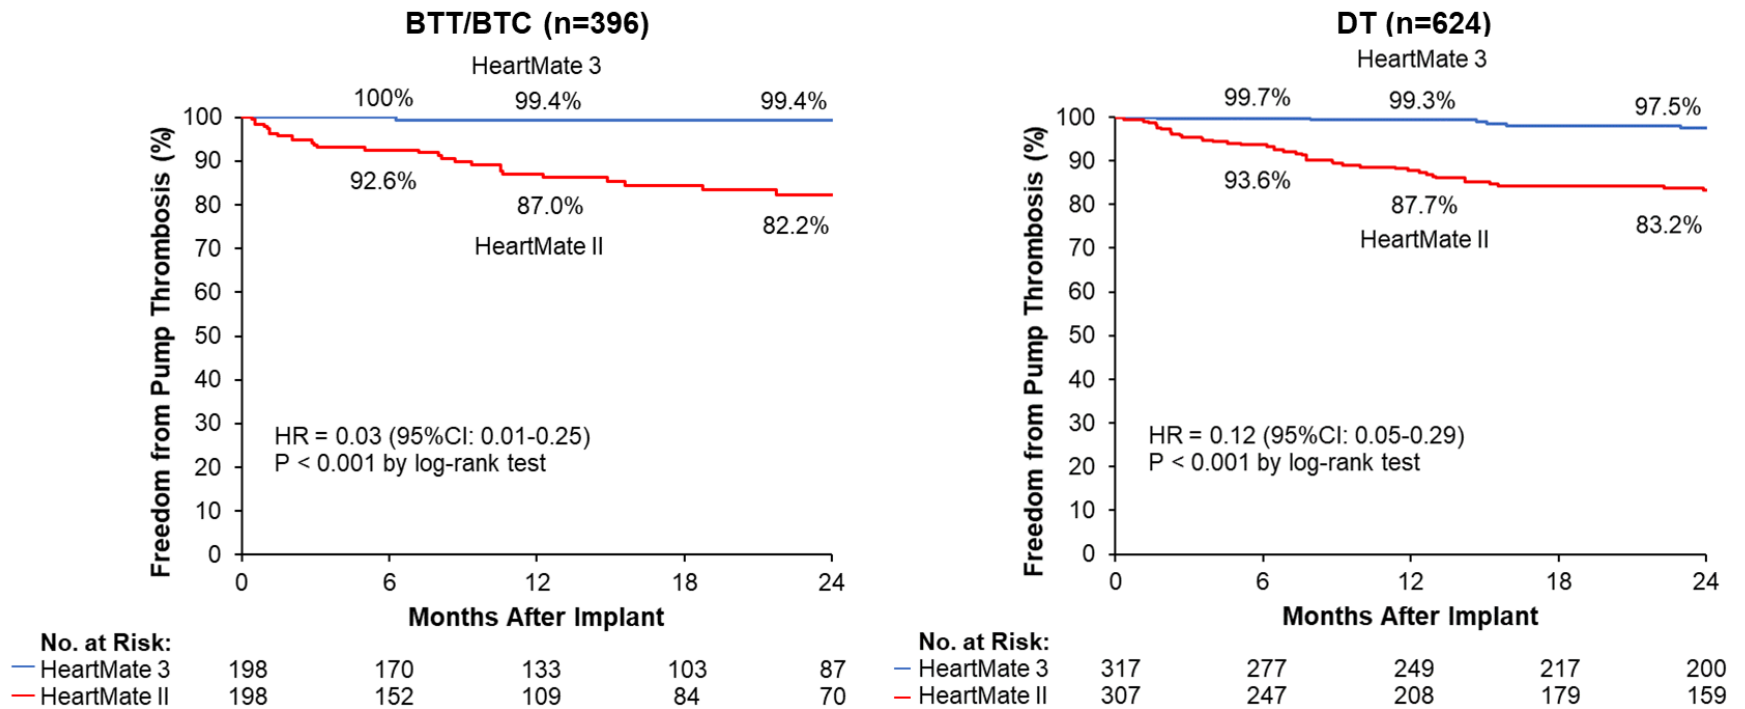 BTT/BTC (n=396)
HeartMate 3
100% 99.4% 99.4%
92.6%
87.0%
82.2%
HeartMate II
Freedom from Pump Thrombosis (%)
100
90
80
70
60
50
40
30
20
10
0
HR = 0.03 (95%CI: 0.01-0.25)
P < 0.001 by log-rank test
0 6 12 18 24
Months After Implant
No. at Risk:
HeartMate 3 198 170 133 103 87
HeartMate II 198 152 109 84 70
DT (n=624)
HeartMate 3
99.7% 99.3% 97.5%
93.6%
87.7%
83.2%
HeartMate II
Freedom from Pump Thrombosis (%)
100
90
80
70
60
50
40
30
20
10
0
HR = 0.12 (95%CI: 0.05-0.29)
P < 0.001 by log-rank test
0 6 12 18 24
Months After Implant
No. at Risk:
HeartMate 3 317 277 249 217 200
HeartMate II 307 247 208 179 159